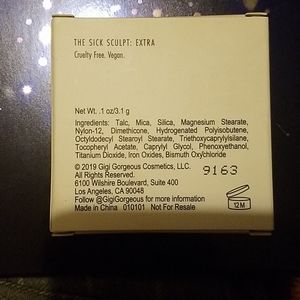 THE SICK SCULPT: EXTRA
Cruelty Free. Vegan.
Net Wt. .1 oz/3.1 g
Ingredients: Talc, Mica, Silica, Magnesium Stearate,
Nylon-12, Dimethicone, Hydrogenated Polyisobutene,
Octyldodecyl Stearoyl Stearate, Triethoxycaprylylsilane,
Tocopheryl Acetate, Caprylyl Glycol, Phenoxyethanol,
Titanium Dioxide, Iron Oxides, Bismuth Oxychloride
© 2019 Gigi Gorgeous Cosmetics, LLC.
All Rights Reserved.
9163
6100 Wilshire Boulevard, Suite 400
Los Angeles, CA 90048
Follow @GigiGorgeous for more information
Made in China 010101 Not For Resale
12M